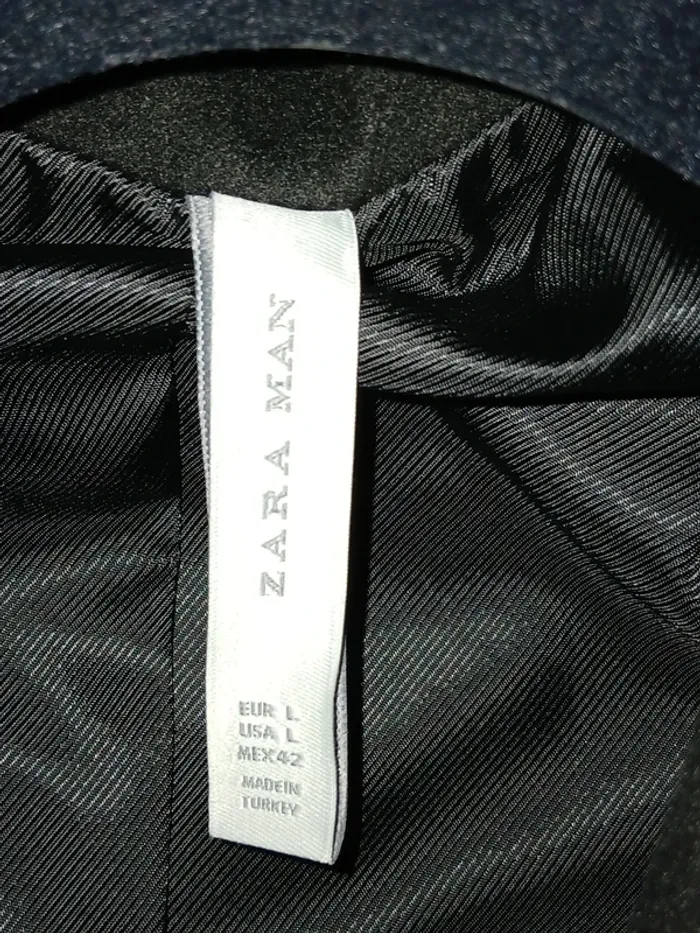 ZARA MAN
EUR L
USA L
MEX 42
MADE IN
TURKEY